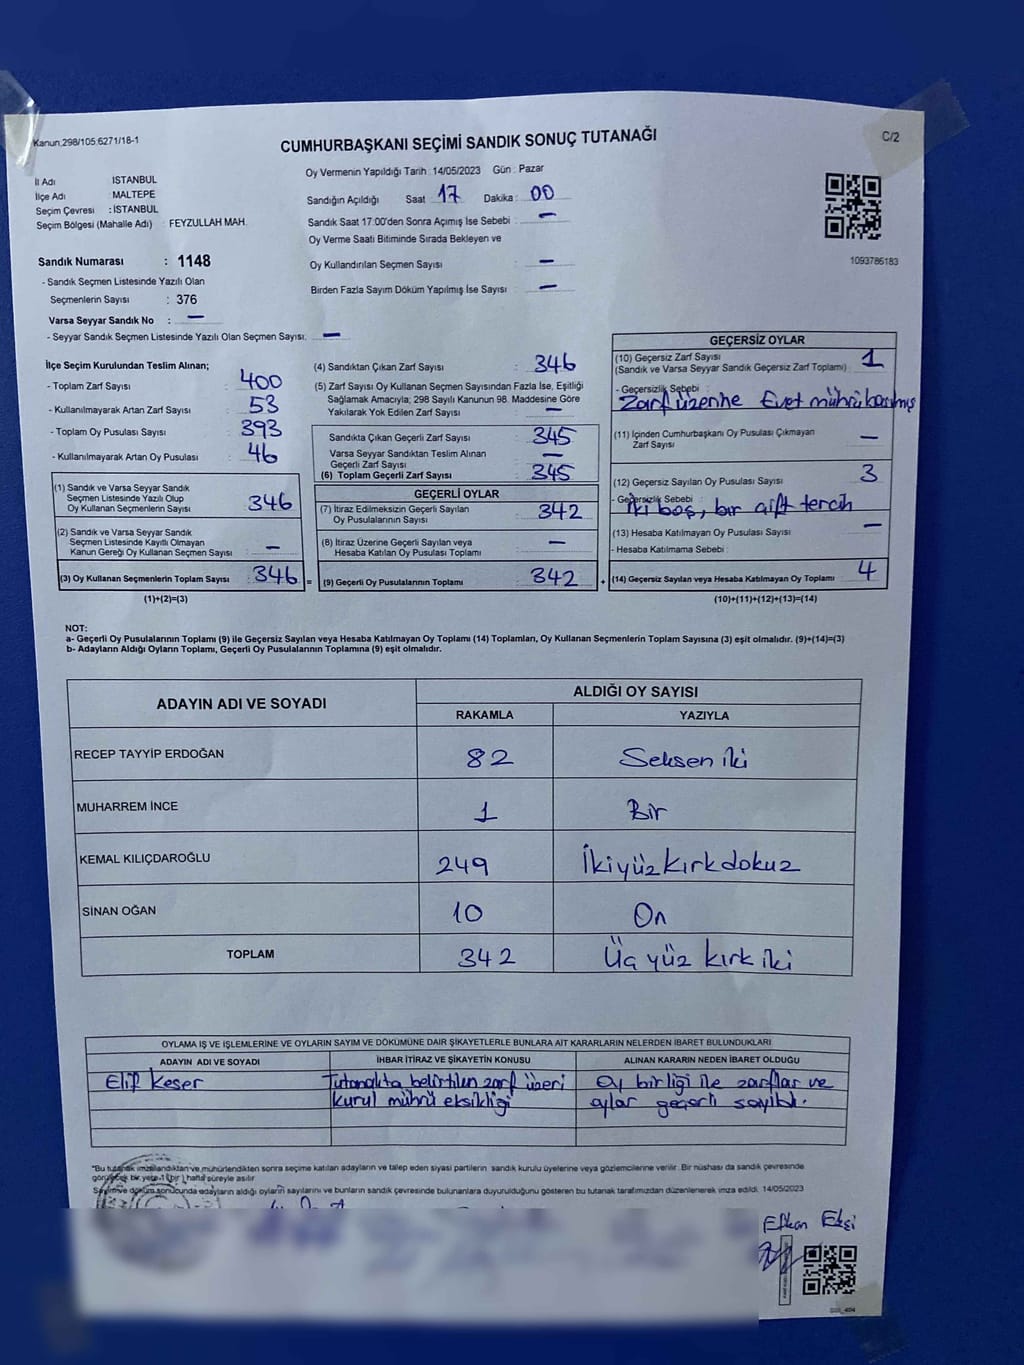 Kanun:298/105.6271/18-1
CUMHURBAŞKANI SEÇİMİ SANDIK SONUÇ TUTANAĞI
C/2
İl Adı : İSTANBUL
İlçe Adı : MALTEPE
Seçim Çevresi : İSTANBUL
Seçim Bölgesi (Mahalle Adı) : FEYZULLAH MAH.
Oy Vermenin Yapıldığı Tarih : 14/05/2023 Gün : Pazar
Sandığın Açıldığı Saat 17 Dakika : 00
Sandık Saat 17:00'den Sonra Açılmış İse Sebebi : –
Oy Verme Saati Bitiminde Sırada Bekleyen ve
Oy Kullandırılan Seçmen Sayısı : –
Birden Fazla Sayım Döküm Yapılmış İse Sayısı : –
1093786183
Sandık Numarası : 1148
- Sandık Seçmen Listesinde Yazılı Olan
Seçmenlerin Sayısı : 376
Varsa Seyyar Sandık No : –
- Seyyar Sandık Seçmen Listesinde Yazılı Olan Seçmen Sayısı: –
İlçe Seçim Kurulundan Teslim Alınan;
- Toplam Zarf Sayısı : 400
- Kullanılmayarak Artan Zarf Sayısı : 53
- Toplam Oy Pusulası Sayısı : 393
- Kullanılmayarak Artan Oy Pusulası : 46
(1) Sandık ve Varsa Seyyar Sandık
Seçmen Listesinde Yazılı Olup
Oy Kullanan Seçmenlerin Sayısı : 346
(2) Sandık ve Varsa Seyyar Sandık
Seçmen Listesinde Kayıtlı Olmayan
Kanun Gereği Oy Kullanan Seçmen Sayısı : –
(3) Oy Kullanan Seçmenlerin Toplam Sayısı : 346 =
(1)+(2)=(3)
(4) Sandıktan Çıkan Zarf Sayısı : 346
(5) Zarf Sayısı Oy Kullanan Seçmen Sayısından Fazla İse, Eşitliği
Sağlamak Amacıyla; 298 Sayılı Kanunun 98. Maddesine Göre
Yakılarak Yok Edilen Zarf Sayısı : –
Sandıkta Çıkan Geçerli Zarf Sayısı : 345
Varsa Seyyar Sandıktan Teslim Alınan
Geçerli Zarf Sayısı : –
(6) Toplam Geçerli Zarf Sayısı : 345
GEÇERLİ OYLAR
(7) İtiraz Edilmeksizin Geçerli Sayılan
Oy Pusulalarının Sayısı : 342
(8) İtiraz Üzerine Geçerli Sayılan veya
Hesaba Katılan Oy Pusulası Toplamı : –
(9) Geçerli Oy Pusulalarının Toplamı : 342 +
GEÇERSİZ OYLAR
(10) Geçersiz Zarf Sayısı : 1
(Sandık ve Varsa Seyyar Sandık Geçersiz Zarf Toplamı)
- Geçersizlik Sebebi :
Zarf üzerine Evet mührü basılmış
(11) İçinden Cumhurbaşkanı Oy Pusulası Çıkmayan
Zarf Sayısı : –
(12) Geçersiz Sayılan Oy Pusulası Sayısı : 3
- Geçersizlik Sebebi :
İki boş, bir çift tercih
(13) Hesaba Katılmayan Oy Pusulası Sayısı : –
- Hesaba Katılmama Sebebi :
(14) Geçersiz Sayılan veya Hesaba Katılmayan Oy Toplamı : 4
(10)+(11)+(12)+(13)=(14)
NOT:
a- Geçerli Oy Pusulalarının Toplamı (9) ile Geçersiz Sayılan veya Hesaba Katılmayan Oy Toplamı (14) Toplamları, Oy Kullanan Seçmenlerin Toplam Sayısına (3) eşit olmalıdır. (9)+(14)=(3)
b- Adayların Aldığı Oyların Toplamı, Geçerli Oy Pusulalarının Toplamına (9) eşit olmalıdır.
ADAYIN ADI VE SOYADI
ALDIĞI OY SAYISI
RAKAMLA YAZIYLA
RECEP TAYYİP ERDOĞAN 82 Seksen iki
MUHARREM İNCE 1 Bir
KEMAL KILIÇDAROĞLU 249 İkiyüz kırk dokuz
SİNAN OĞAN 10 On
TOPLAM 342 Üç yüz kırk iki
OYLAMA İŞ VE İŞLEMLERİNE VE OYLARIN SAYIM VE DÖKÜMÜNE DAİR ŞİKAYETLERLE BUNLARA AİT KARARLARIN NELERDEN İBARET BULUNDUKLARI
ADAYIN ADI VE SOYADI İHBAR İTİRAZ VE ŞİKAYETİN KONUSU ALINAN KARARIN NEDEN İBARET OLDUĞU
Elif Keser Tutanakta belirtilen zarf üzeri Oy birliği ile zarflar ve
kurul mührü eksikliği oylar geçerli sayıldı.
"Bu tutanak imzalandıktan ve mühürlendikten sonra seçime katılan adayların ve talep eden siyasi partilerin sandık kurulu üyelerine veya gözlemcilerine verilir. Bir nüshası da sandık çevresinde
bir yere 1 (bir) hafta süreyle asılır
Sayım ve döküm sonucunda adayların aldığı oyların sayılarını ve bunların sandık çevresinde bulunanlara duyurulduğunu gösteren bu tutanak tarafımızdan düzenlenerek imza edildi. 14/05/2023
Efkan Ekşi